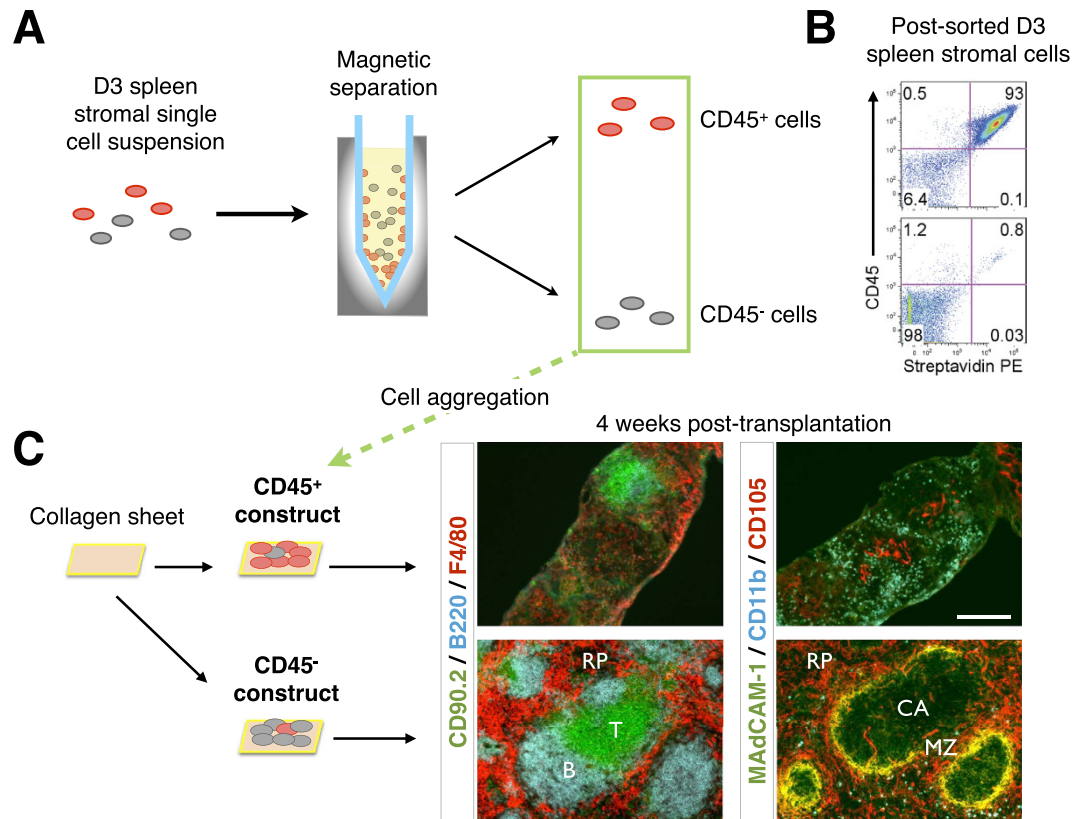 A
D3 spleen
stromal single
cell suspension
Magnetic
separation
CD45+ cells
CD45- cells
B
Post-sorted D3
spleen stromal cells
0.5
93
6.4
0.1
1.2
0.8
98
0.03
CD45
Streptavidin PE
Cell aggregation
C
4 weeks post-transplantation
Collagen sheet
CD45+
construct
CD45-
construct
CD90.2 / B220 / F4/80
MAdCAM-1 / CD11b / CD105
RP
T
B
RP
CA
MZ